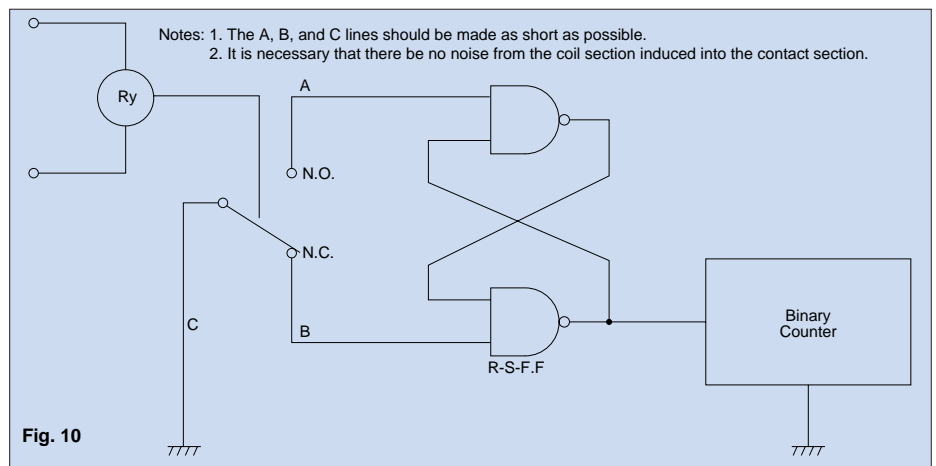 Notes: 1. The A, B, and C lines should be made as short as possible.
2. It is necessary that there be no noise from the coil section induced into the contact section.
Ry
A
N.O.
N.C.
C
B
R-S-F.F
Binary
Counter
Fig. 10